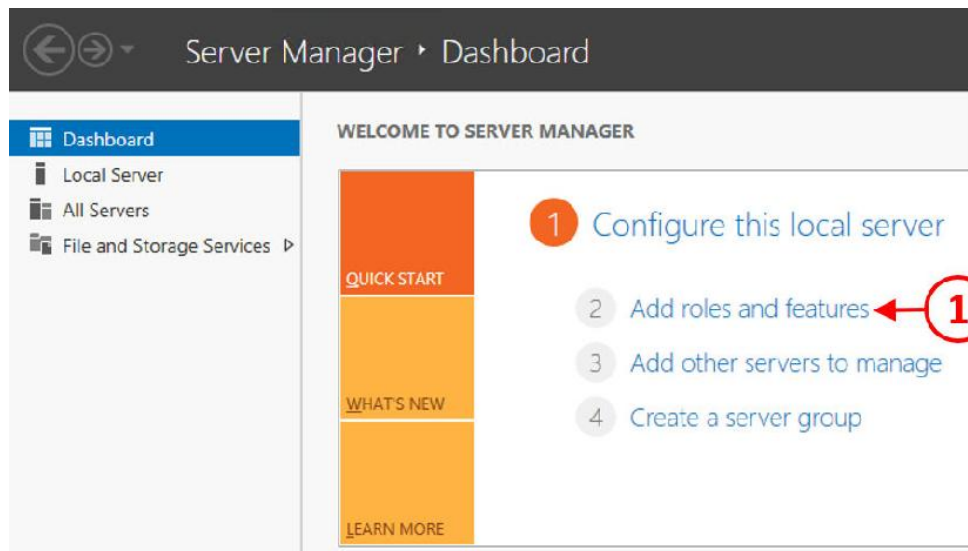 Server Manager ‣ Dashboard
Dashboard
Local Server
All Servers
File and Storage Services
WELCOME TO SERVER MANAGER
QUICK START
WHAT'S NEW
LEARN MORE
1 Configure this local server
2 Add roles and features
1
3 Add other servers to manage
4 Create a server group